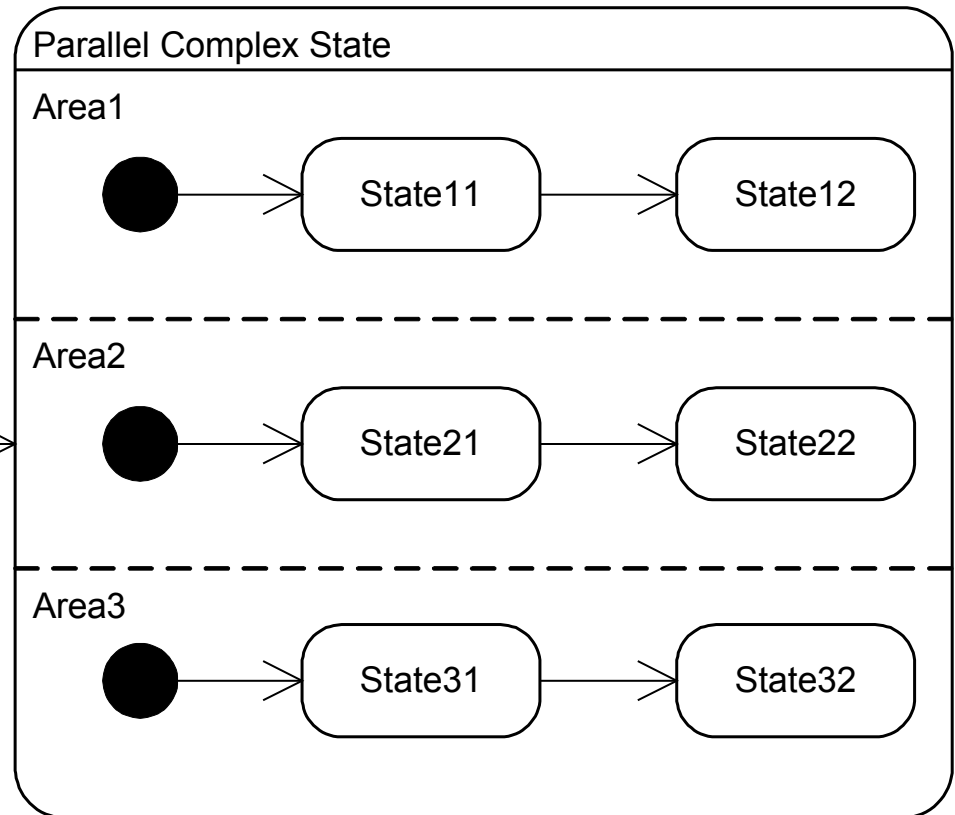 Parallel Complex State
Area1
State11
State12
Area2
State21
State22
Area3
State31
State32